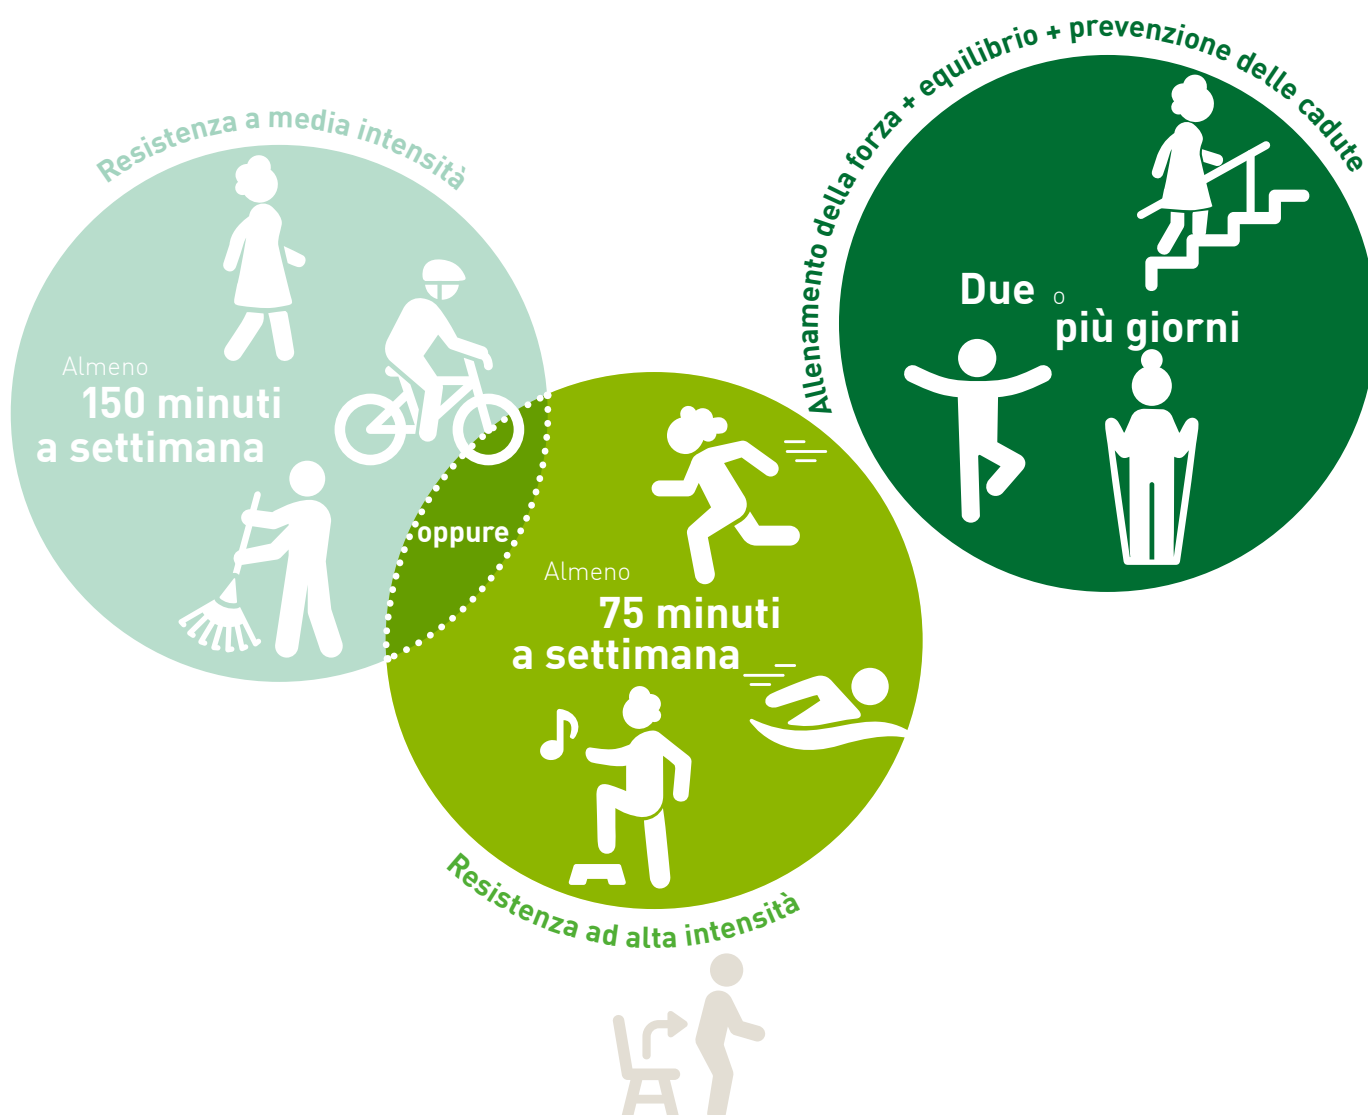 Resistenza a media intensità
Almeno
150 minuti
a settimana
oppure
Almeno
75 minuti
a settimana
Resistenza ad alta intensità
Allenamento della forza + equilibrio + prevenzione delle cadute
Due o
più giorni